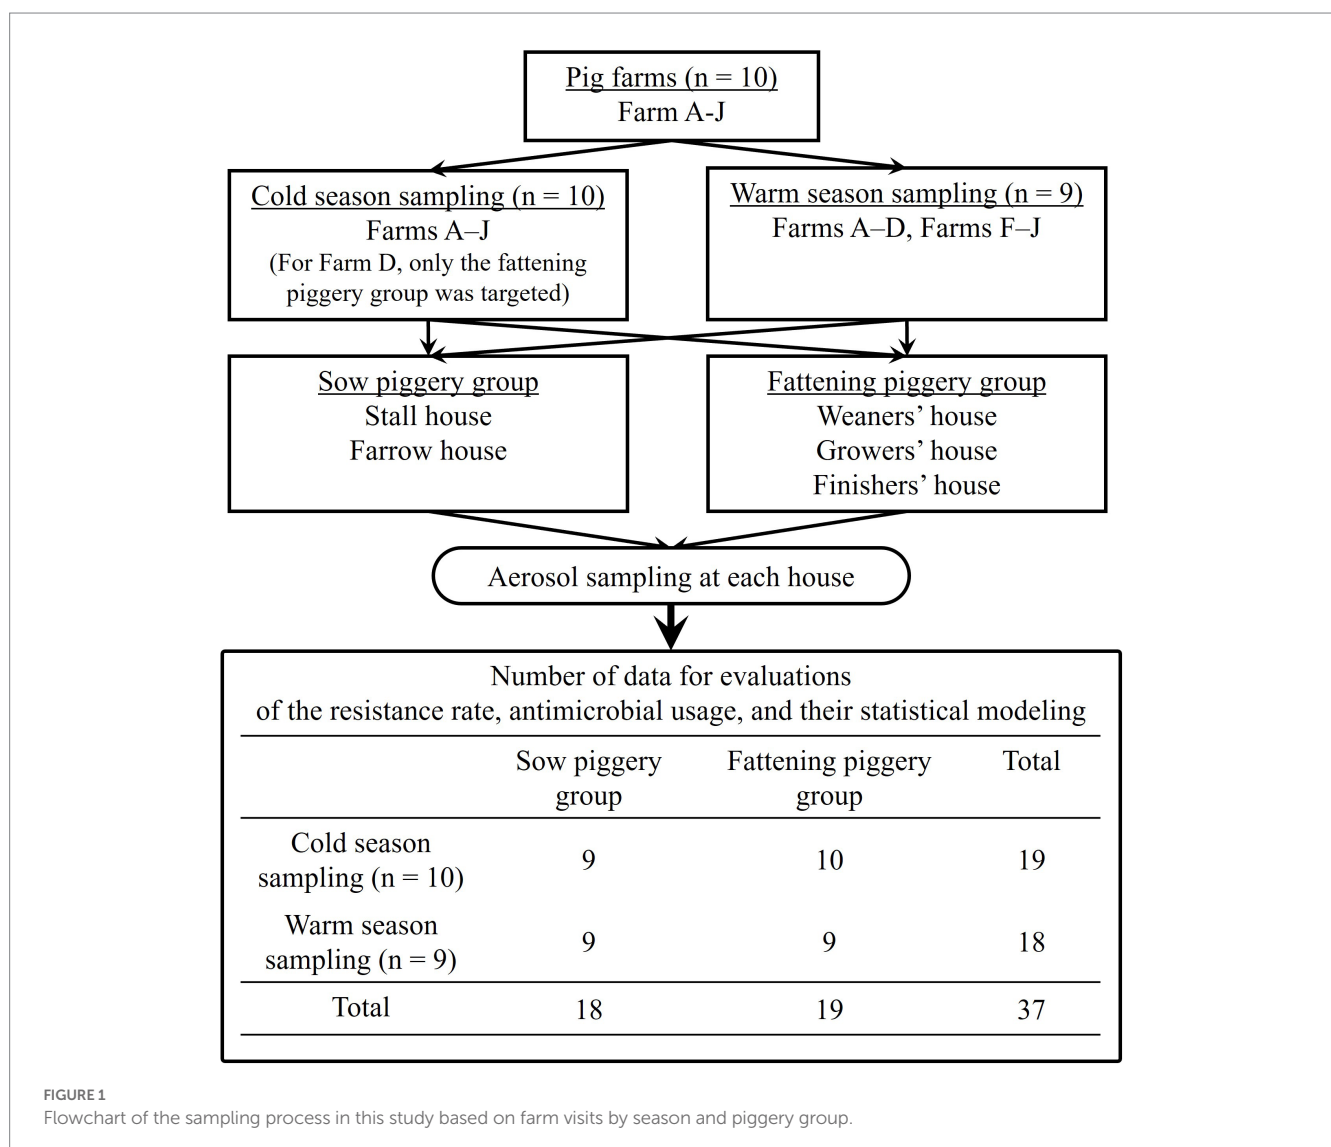 Pig farms (n = 10)
Farm A-J
Cold season sampling (n = 10)
Farms A–J
(For Farm D, only the fattening
piggery group was targeted)
Warm season sampling (n = 9)
Farms A–D, Farms F–J
Sow piggery group
Stall house
Farrow house
Fattening piggery group
Weaners’ house
Growers’ house
Finishers’ house
Aerosol sampling at each house
Number of data for evaluations
of the resistance rate, antimicrobial usage, and their statistical modeling
Sow piggery group Fattening piggery group Total
Cold season sampling (n = 10) 9 10 19
Warm season sampling (n = 9) 9 9 18
Total 18 19 37
FIGURE 1
Flowchart of the sampling process in this study based on farm visits by season and piggery group.